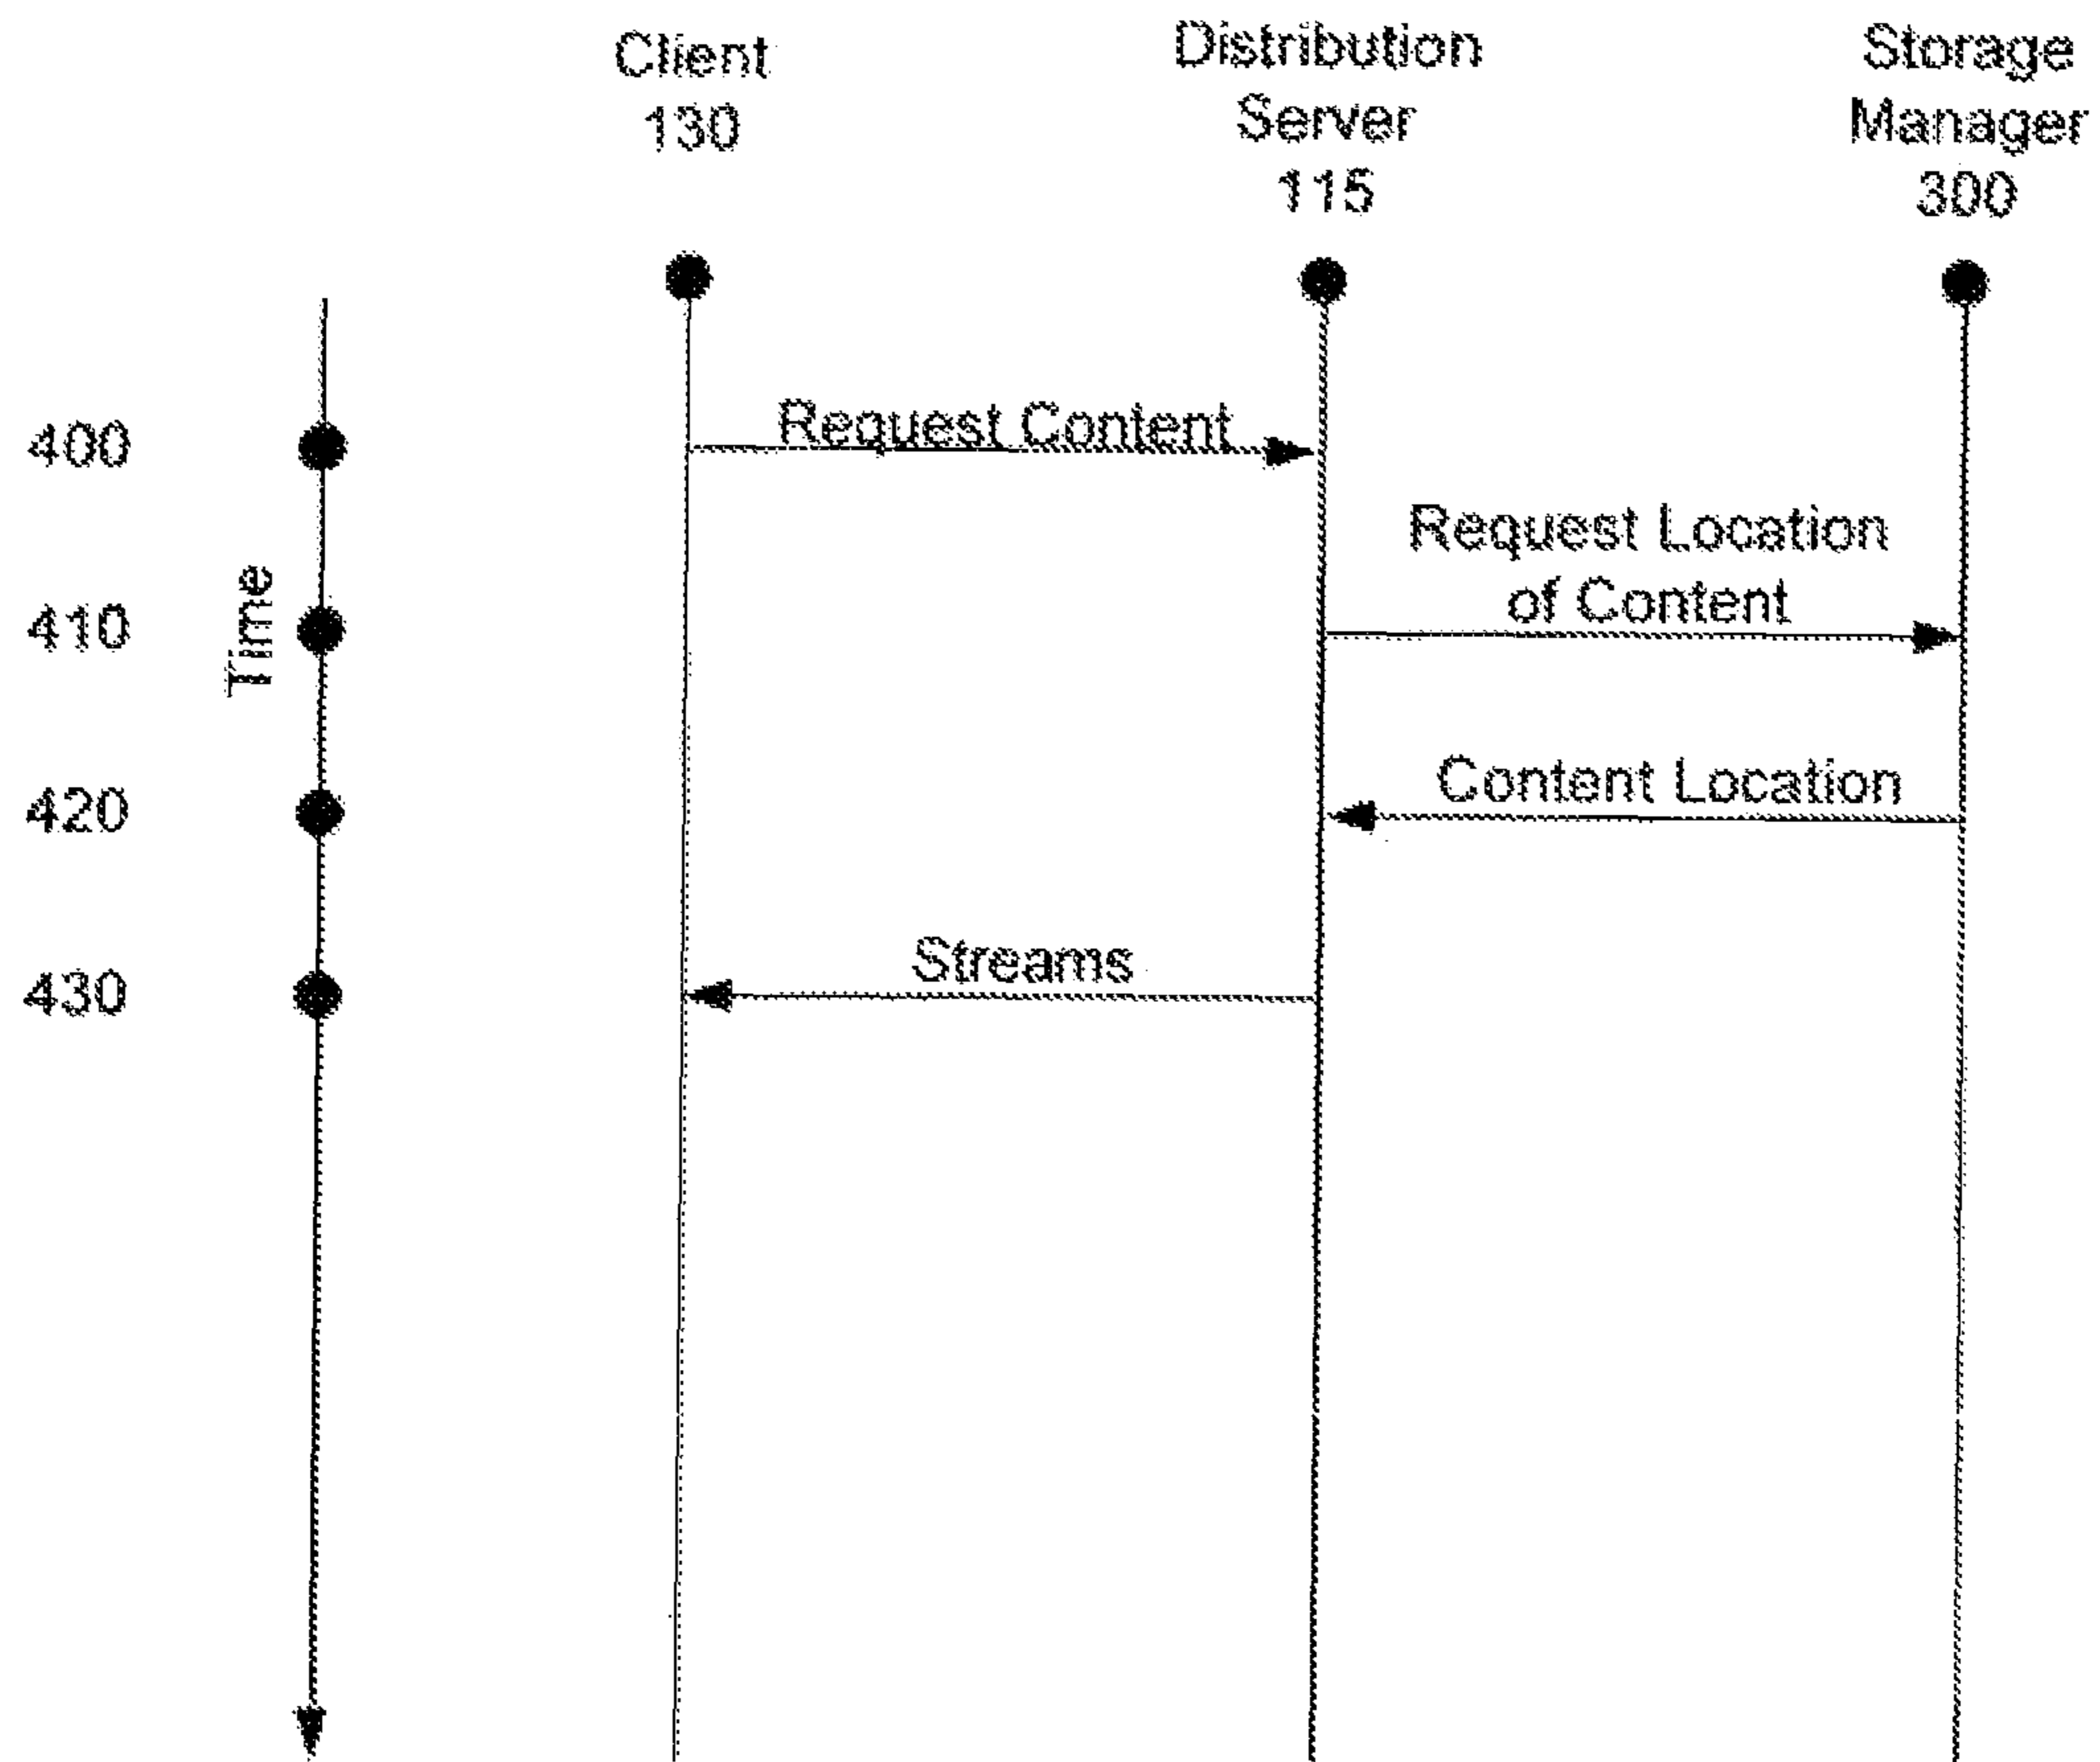 Client
130
Distribution
Server
115
Storage
Manager
300
400
Request Content
Request Location
of Content
410
Time
Content Location
420
Streams
430